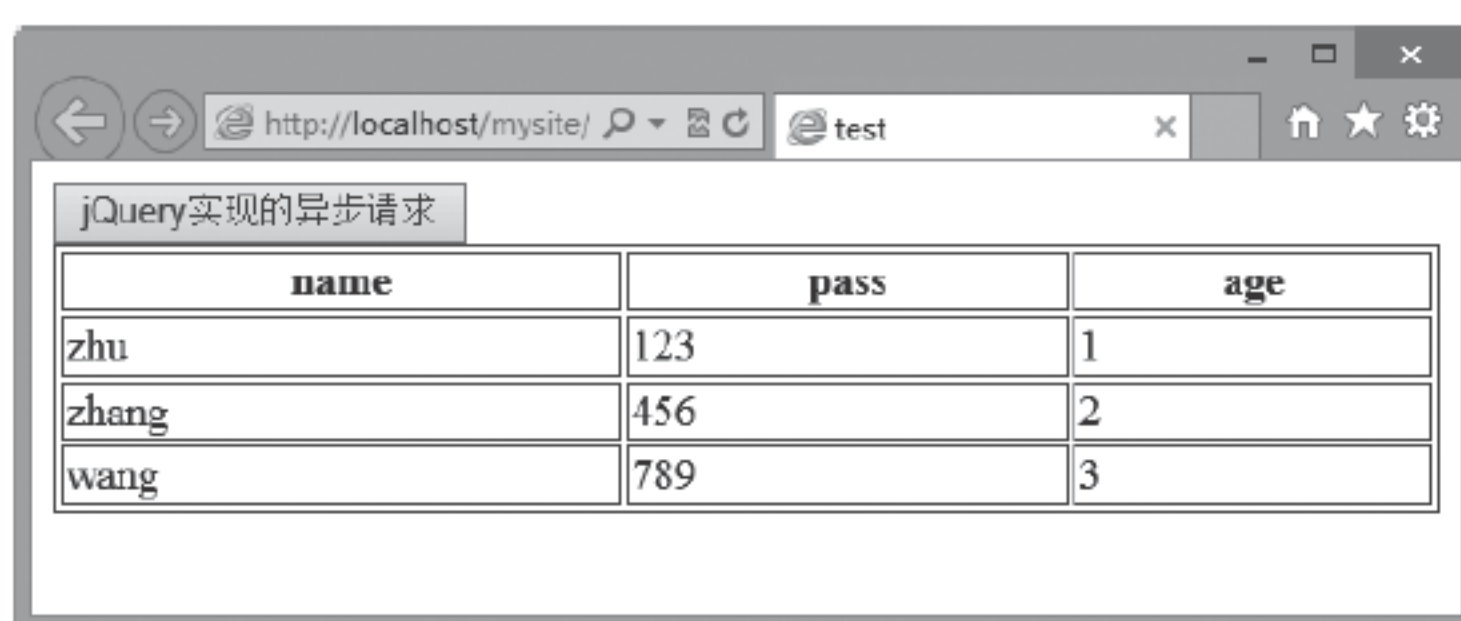 http://localhost/mysite/ test
jQuery实现的异步请求
name pass age
zhu 123 1
zhang 456 2
wang 789 3